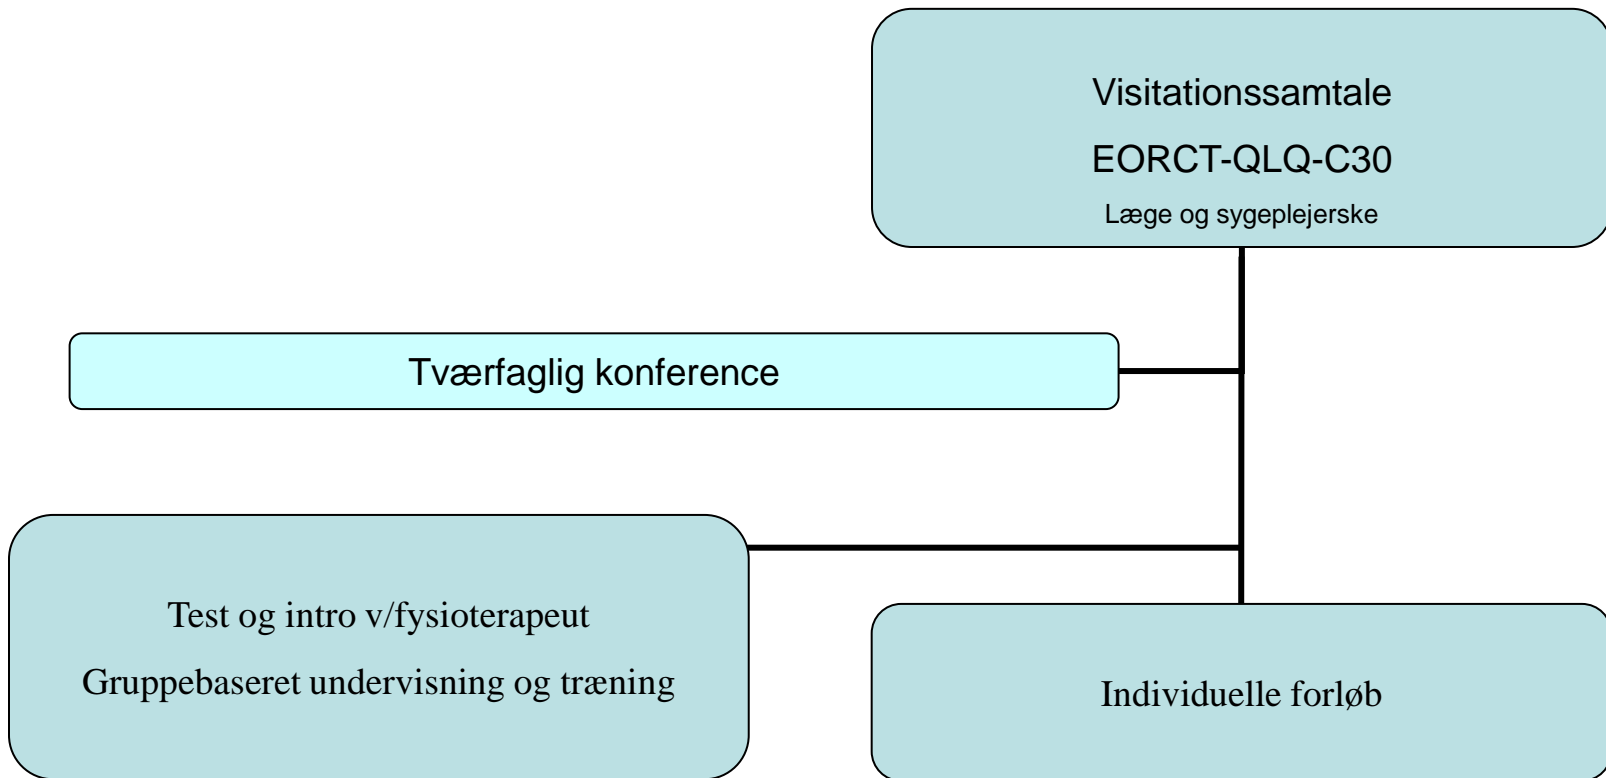 Visitationssamtale
EORCT-QLQ-C30
Læge og sygeplejerske
Tværfaglig konference
Test og intro v/fysioterapeut
Gruppebaseret undervisning og træning
Individuelle forløb